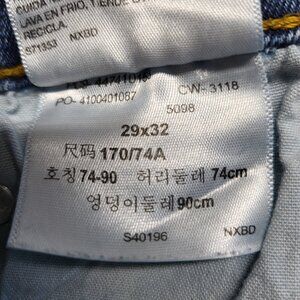 LAVA EN FRIO, TIENDE
RECICLA.
571353 NXBD
PO- 4100401087 CW- 3118
5098
29x32
尺码 170/74A
호칭 74-90 허리둘레 74cm
엉덩이둘레 90cm
S40196 NXBD